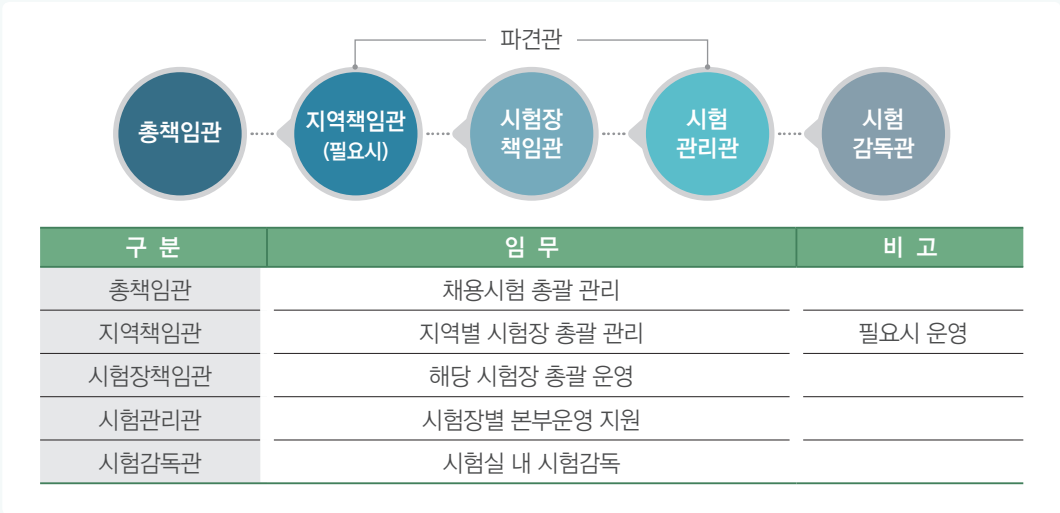 파견관
총책임관
지역책임관
(필요시)
시험장
책임관
시험
관리관
시험
감독관
구 분 임 무 비 고
총책임관 채용시험 총괄 관리
지역책임관 지역별 시험장 총괄 관리 필요시 운영
시험장책임관 해당 시험장 총괄 운영
시험관리관 시험장별 본부운영 지원
시험감독관 시험실 내 시험감독